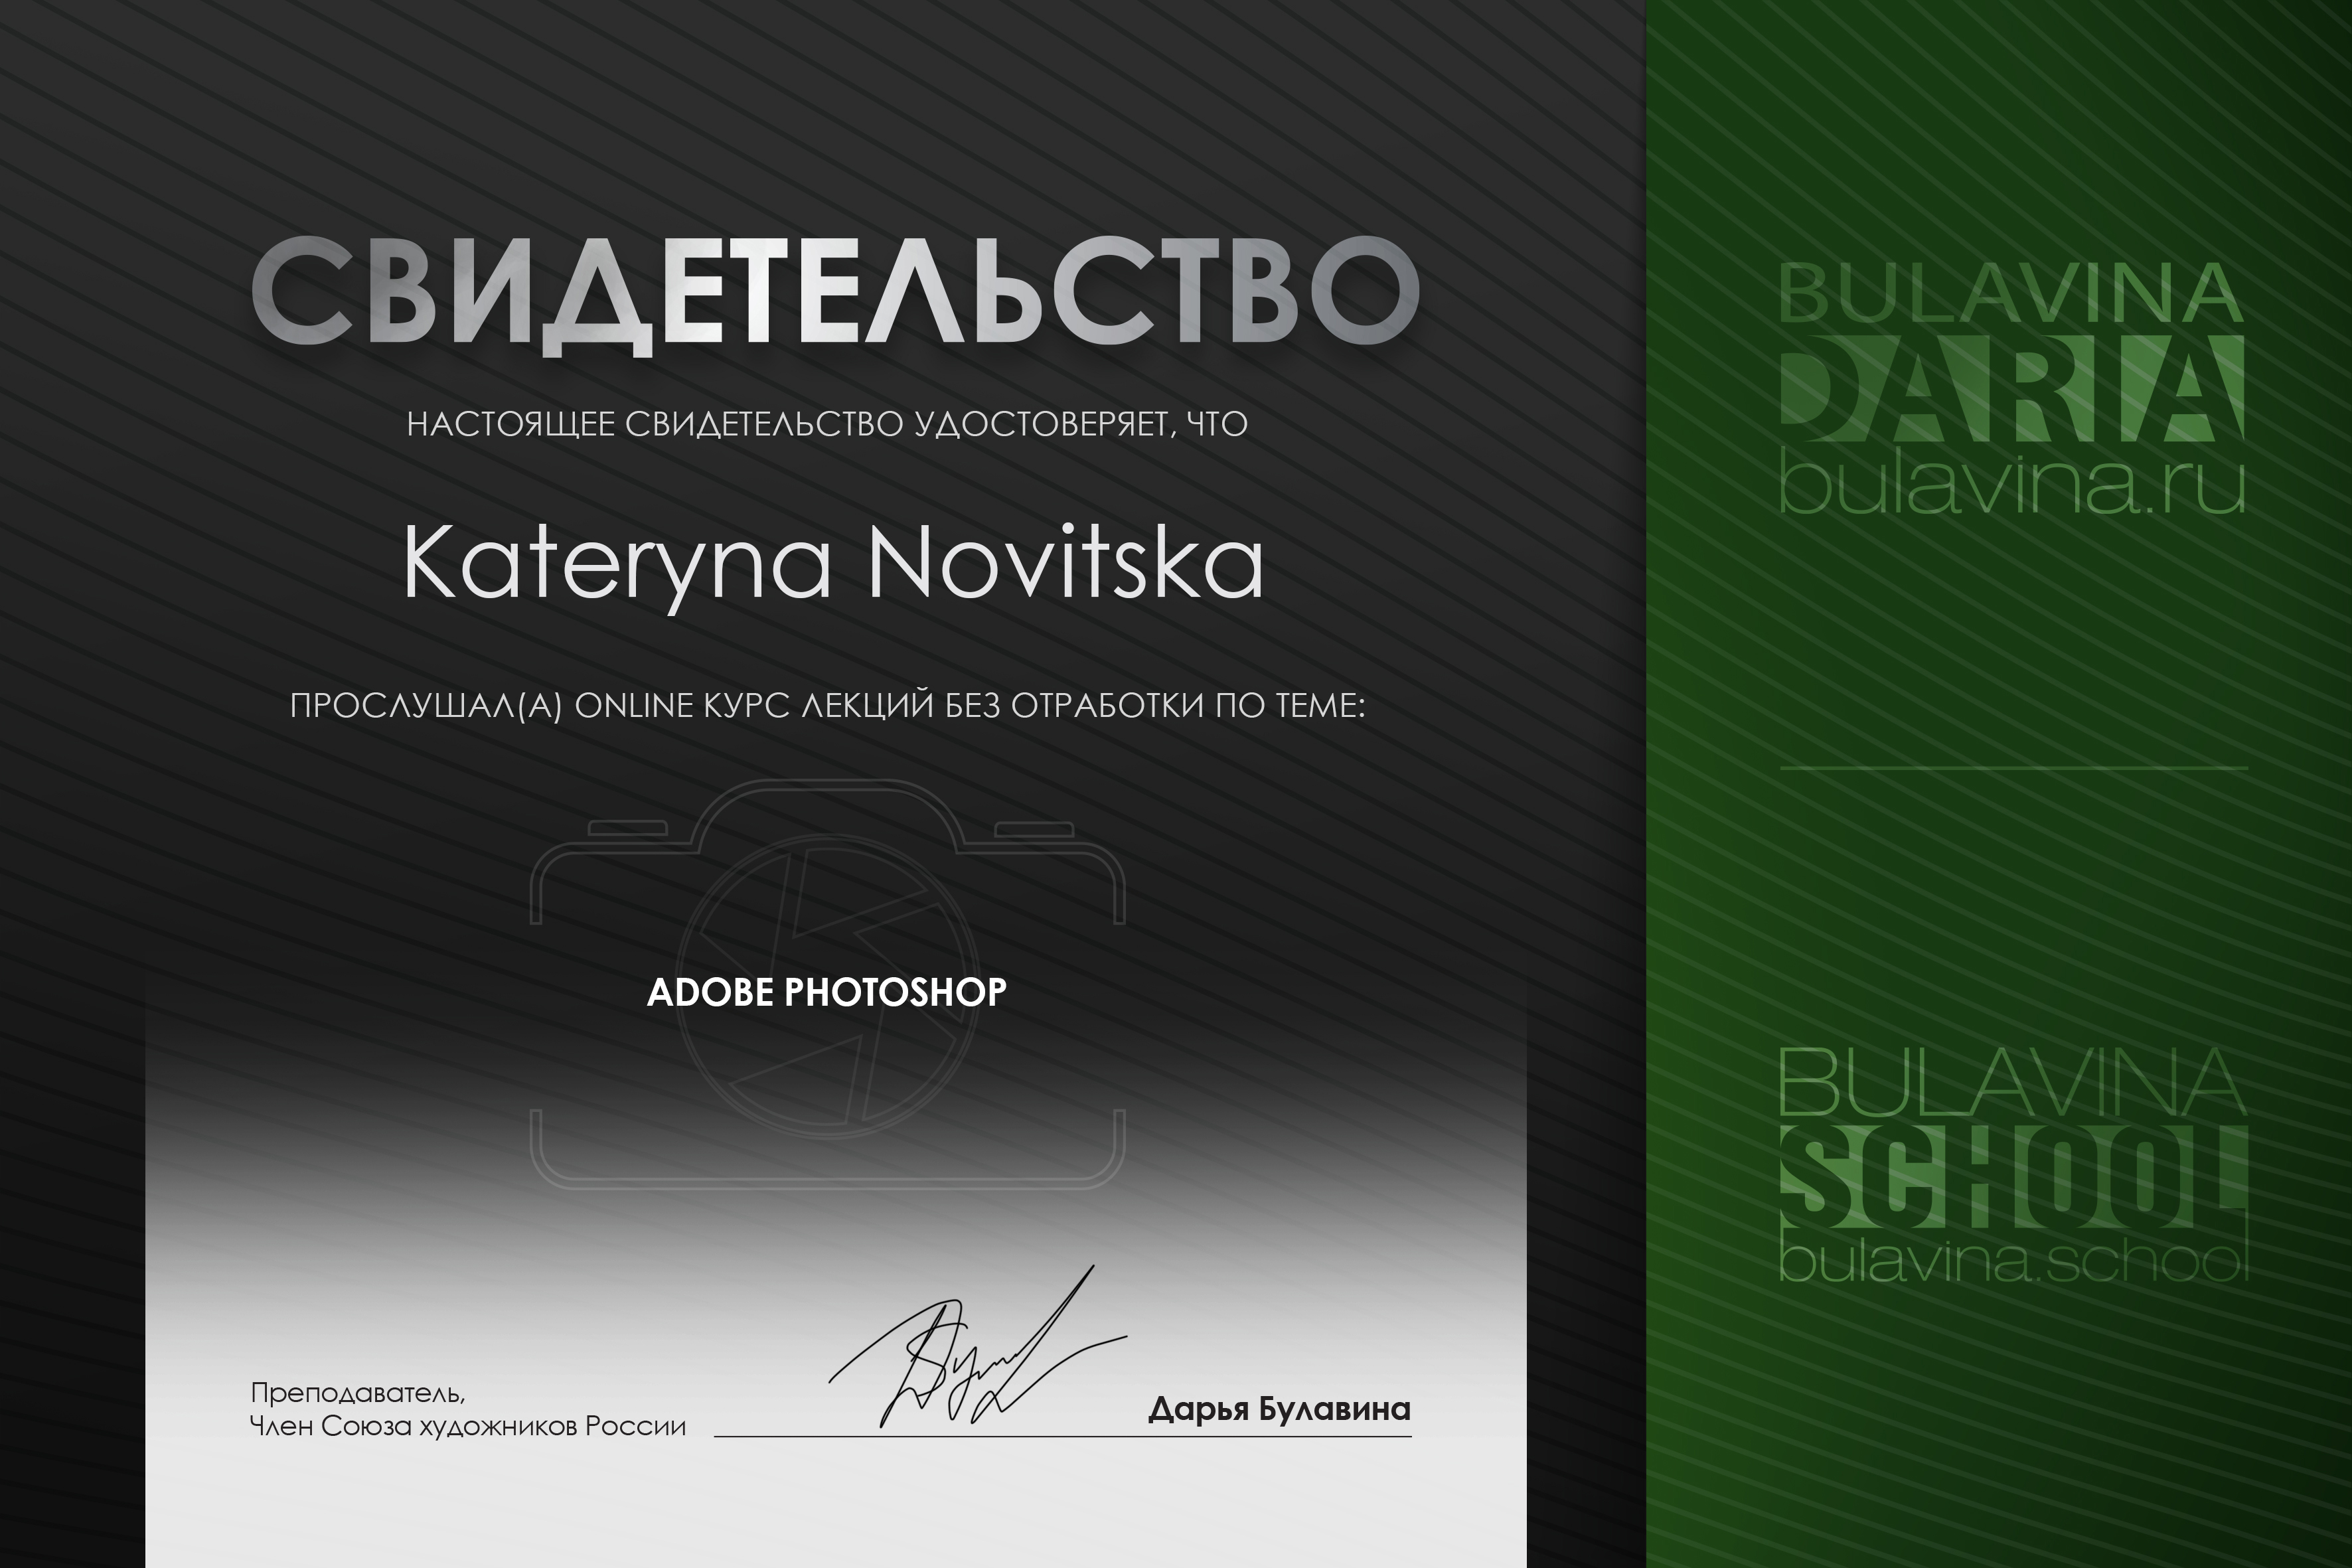 СВИДЕТЕЛЬСТВО
НАСТОЯЩЕЕ СВИДЕТЕЛЬСТВО УДОСТОВЕРЯЕТ, ЧТО
Kateryna Novitska
ПРОСЛУШАЛ(А) ONLINE КУРС ЛЕКЦИЙ БЕЗ ОТРАБОТКИ ПО ТЕМЕ:
ADOBE PHOTOSHOP
Преподаватель,
Член Союза художников России
Дарья Булавина
BULAVINA
DARIA
bulavina.ru
BULAVINA
SCHOOL
bulavina.school